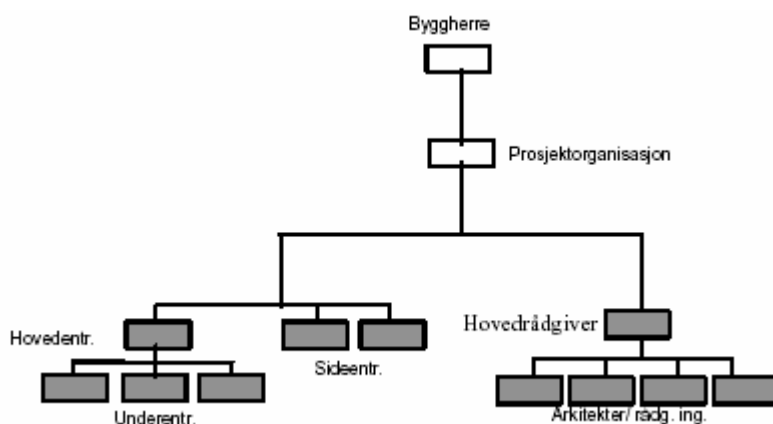 Byggherre
Prosjektorganisasjon
Hovedentr.
Sideentr.
Hovedrådgiver
Underentr.
Arkitekter/ rådg. ing.